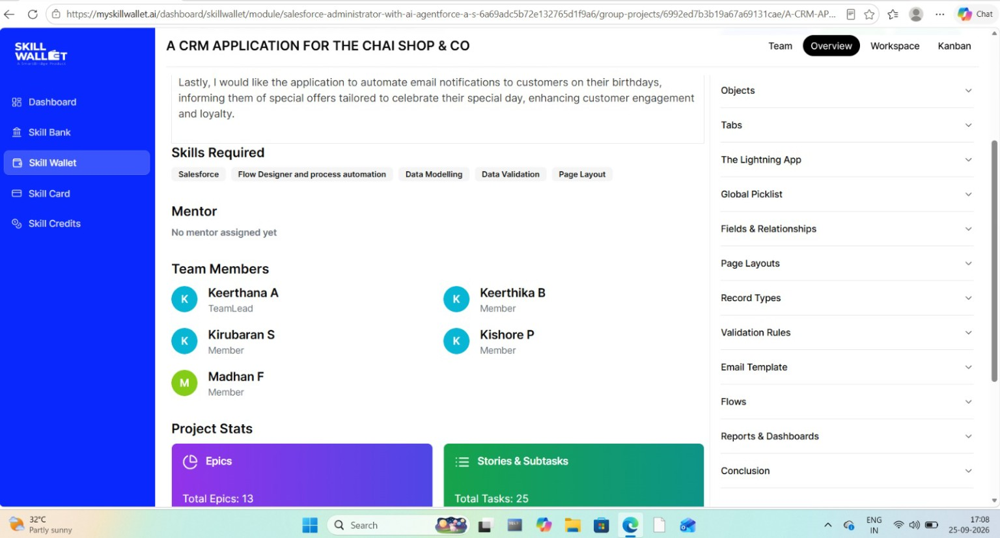 https://myskillwallet.ai/dashboard/skillwallet/module/salesforce-administrator-with-ai-agentforce-a-s-6a69adc5b72e132765d1f9a6/group-projects/6992ed7b3b19a67a69131cae/A-CRM-AP...
Chat
SKILL
WALLET
A SmartBridge Product
Dashboard
Skill Bank
Skill Wallet
Skill Card
Skill Credits
A CRM APPLICATION FOR THE CHAI SHOP & CO
Team
Overview
Workspace
Kanban
Lastly, I would like the application to automate email notifications to customers on their birthdays,
informing them of special offers tailored to celebrate their special day, enhancing customer engagement
and loyalty.
Skills Required
Salesforce
Flow Designer and process automation
Data Modelling
Data Validation
Page Layout
Mentor
No mentor assigned yet
Team Members
K
Keerthana A
TeamLead
K
Keerthika B
Member
K
Kirubaran S
Member
K
Kishore P
Member
M
Madhan F
Member
Project Stats
Epics
Total Epics: 13
Stories & Subtasks
Total Tasks: 25
Objects
Tabs
The Lightning App
Global Picklist
Fields & Relationships
Page Layouts
Record Types
Validation Rules
Email Template
Flows
Reports & Dashboards
Conclusion
32°C
Partly sunny
Search
ENG
IN
17:08
25-09-2026